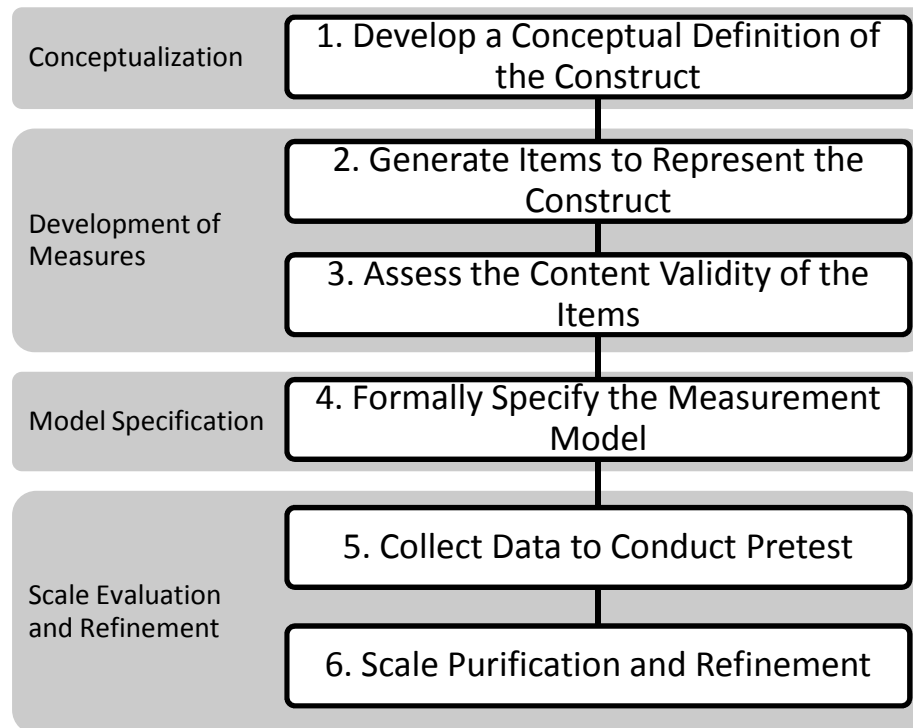 Conceptualization
1. Develop a Conceptual Definition of
the Construct
Development of
Measures
2. Generate Items to Represent the
Construct
3. Assess the Content Validity of the
Items
Model Specification
4. Formally Specify the Measurement
Model
Scale Evaluation
and Refinement
5. Collect Data to Conduct Pretest
6. Scale Purification and Refinement